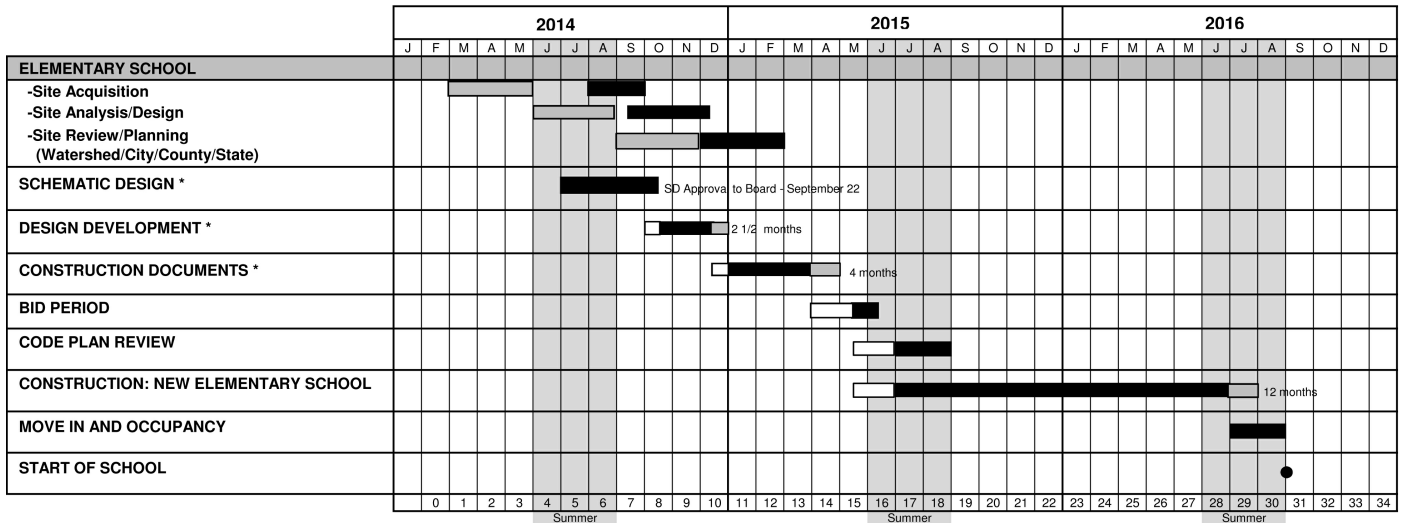 2014 2015 2016
J F M A M J J A S O N D J F M A M J J A S O N D J F M A M J J A S O N D
ELEMENTARY SCHOOL
-Site Acquisition
-Site Analysis/Design
-Site Review/Planning
(Watershed/City/County/State)
SCHEMATIC DESIGN *
SD Approval to Board - September 22
DESIGN DEVELOPMENT *
2 1/2 months
CONSTRUCTION DOCUMENTS *
4 months
BID PERIOD
CODE PLAN REVIEW
CONSTRUCTION: NEW ELEMENTARY SCHOOL
12 months
MOVE IN AND OCCUPANCY
START OF SCHOOL
0 1 2 3 4 5 6 7 8 9 10 11 12 13 14 15 16 17 18 19 20 21 22 23 24 25 26 27 28 29 30 31 32 33 34
Summer Summer Summer